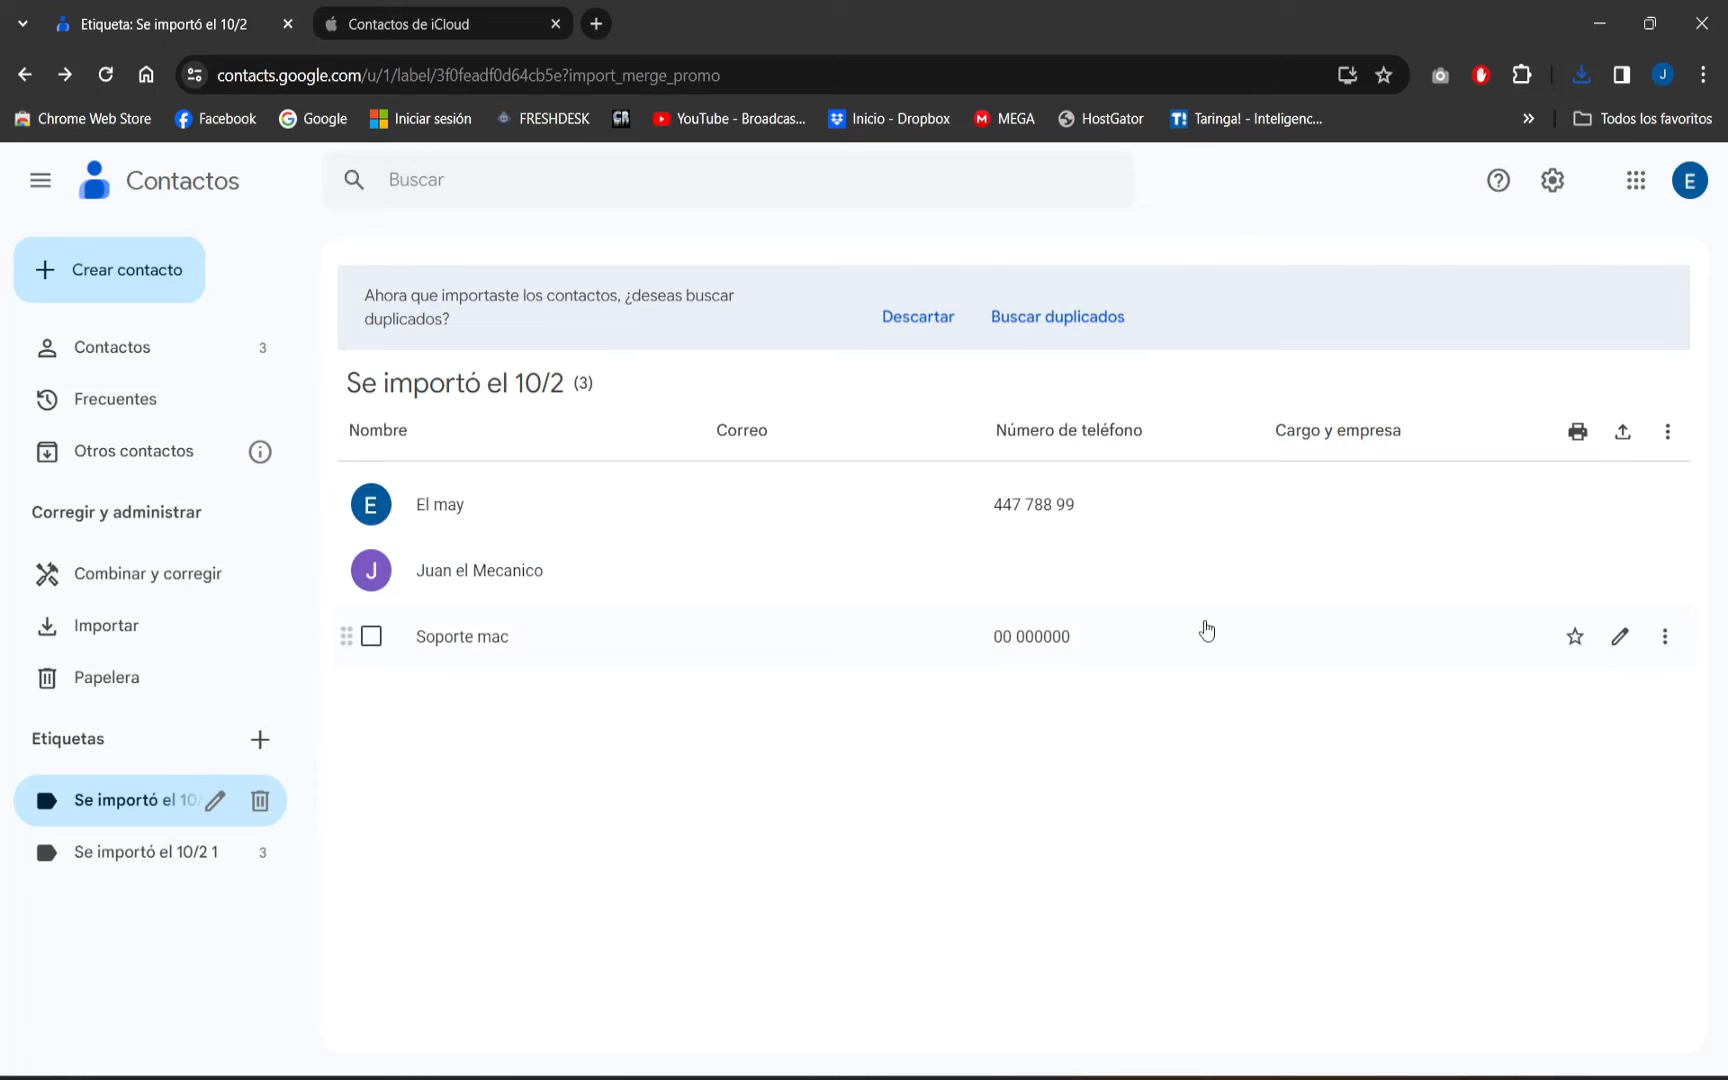 Etiqueta: Se importó el 10/2
Contactos de iCloud
contacts.google.com/u/1/label/3f0feadf0d64cb5e?import_merge_promo
J
Chrome Web Store
Facebook
Google
Iniciar sesión
FRESHDESK
YouTube - Broadcas...
Inicio - Dropbox
MEGA
HostGator
Taringa! - Inteligenc...
Todos los favoritos
Contactos
Buscar
E
Crear contacto
Contactos 3
Frecuentes
Otros contactos
Corregir y administrar
Combinar y corregir
Importar
Papelera
Etiquetas
Se importó el 10/
Se importó el 10/2 1 3
Ahora que importaste los contactos, ¿deseas buscar
duplicados?
Descartar
Buscar duplicados
Se importó el 10/2 (3)
Nombre Correo Número de teléfono Cargo y empresa
E El may 447 788 99
J Juan el Mecanico
Soporte mac 00 000000